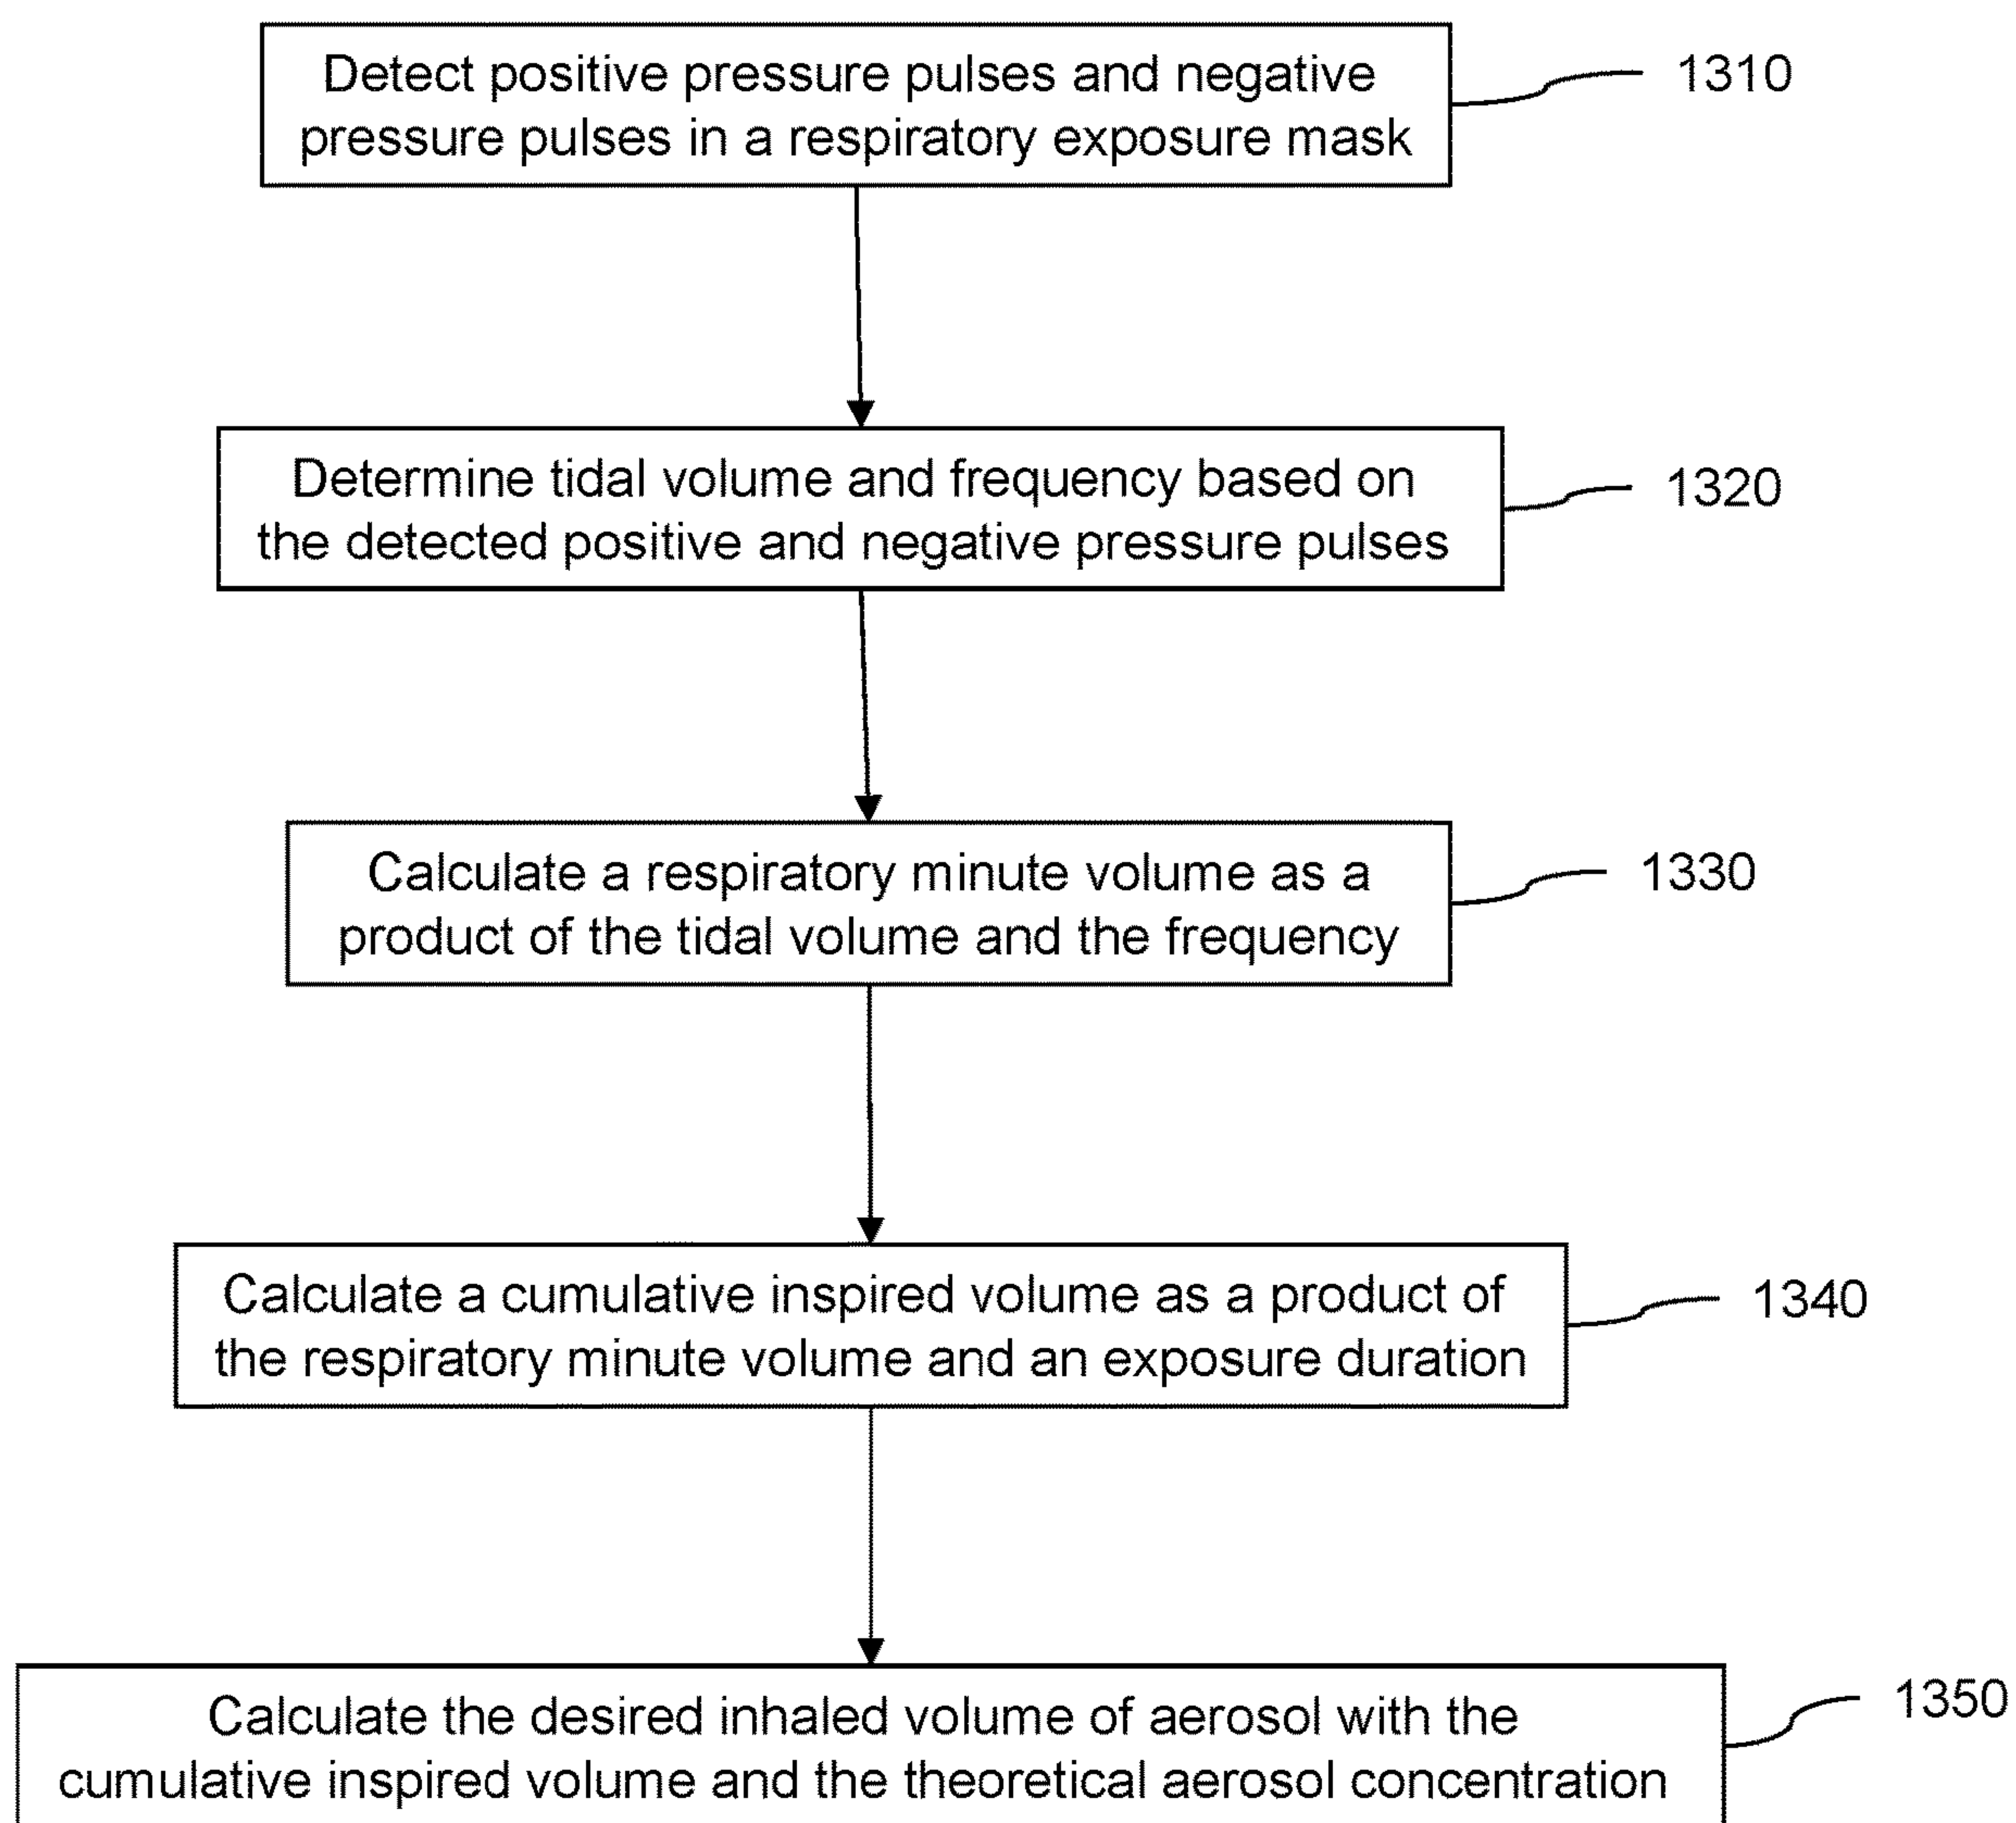 Detect positive pressure pulses and negative
pressure pulses in a respiratory exposure mask
1310
Determine tidal volume and frequency based on
the detected positive and negative pressure pulses
1320
Calculate a respiratory minute volume as a
product of the tidal volume and the frequency
1330
Calculate a cumulative inspired volume as a product of
the respiratory minute volume and an exposure duration
1340
Calculate the desired inhaled volume of aerosol with the
cumulative inspired volume and the theoretical aerosol concentration
1350